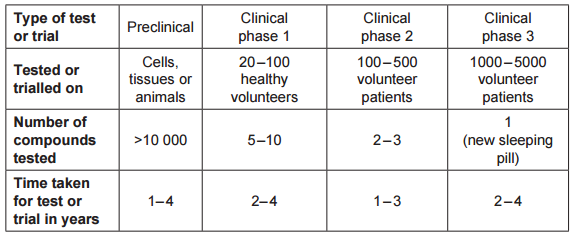 Type of test
or trial
Preclinical
Clinical
phase 1
Clinical
phase 2
Clinical
phase 3
Tested or
trialled on
Cells,
tissues or
animals
20–100
healthy
volunteers
100–500
volunteer
patients
1000–5000
volunteer
patients
Number of
compounds
tested
>10 000
5–10
2–3
1
(new sleeping
pill)
Time taken
for test or
trial in years
1–4
2–4
1–3
2–4